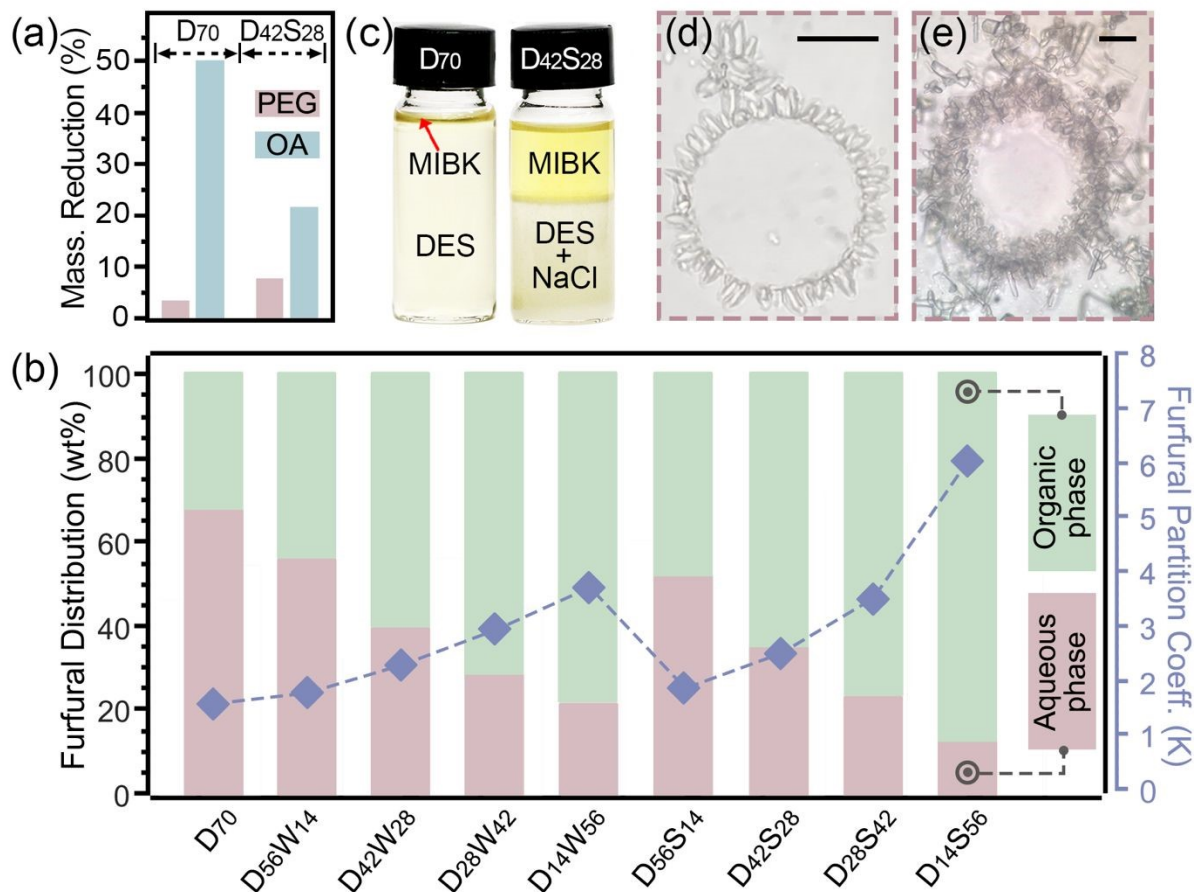 (a)
D70
D42S28
Mass. Reduction (%)
50
40
30
20
10
0
PEG
OA
(c)
D70
D42S28
MIBK
DES
MIBK
DES
+
NaCl
(d)
(e)
(b)
Furfural Distribution (wt%)
100
80
60
40
20
0
D70
D56W14
D42W28
D28W42
D14W56
D56S14
D42S28
D28S42
D14S56
Organic
phase
Aqueous
phase
8
7
6
5
4
3
2
1
0
Furfural Partition Coeff. (K)